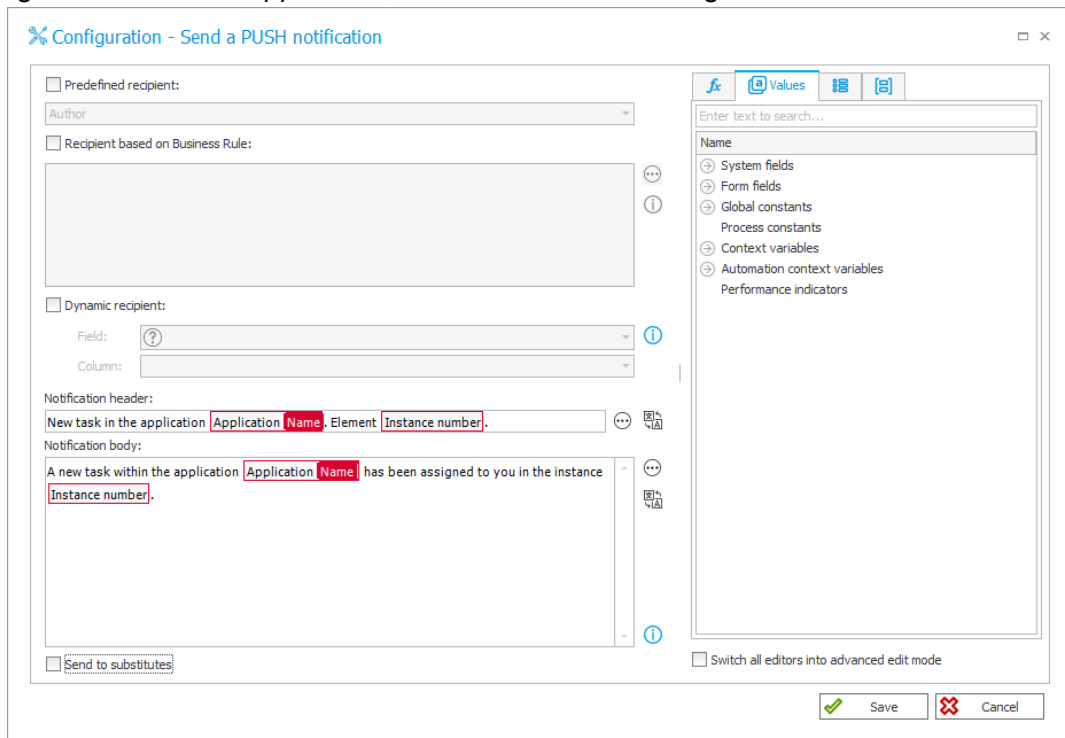 Configuration - Send a PUSH notification
Predefined recipient:
Author
Recipient based on Business Rule:
Dynamic recipient:
Field:
Column:
Notification header:
New task in the application Application Name . Element Instance number .
Notification body:
A new task within the application Application Name has been assigned to you in the instance
Instance number .
Send to substitutes
fx
Values
Enter text to search...
Name
System fields
Form fields
Global constants
Process constants
Context variables
Automation context variables
Performance indicators
Switch all editors into advanced edit mode
Save
Cancel